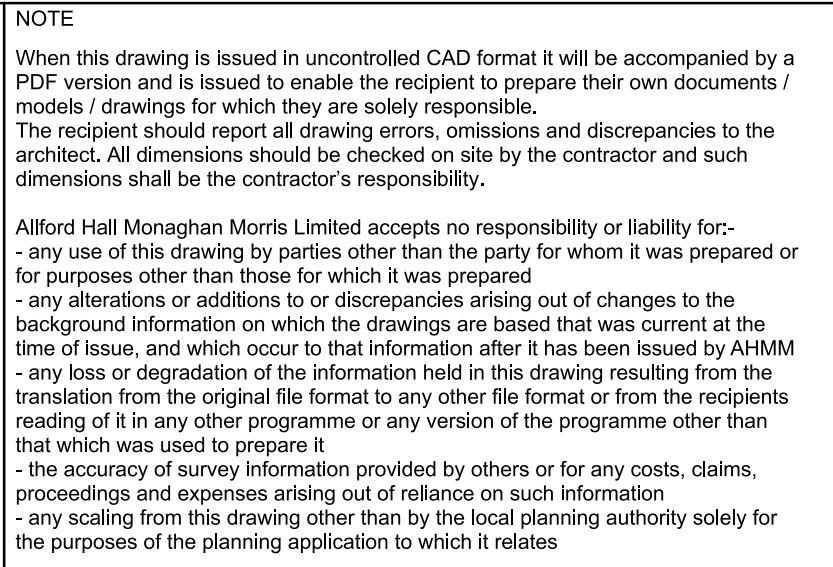 NOTE
When this drawing is issued in uncontrolled CAD format it will be accompanied by a
PDF version and is issued to enable the recipient to prepare their own documents /
models / drawings for which they are solely responsible.
The recipient should report all drawing errors, omissions and discrepancies to the
architect. All dimensions should be checked on site by the contractor and such
dimensions shall be the contractor's responsibility.
Allford Hall Monaghan Morris Limited accepts no responsibility or liability for:-
- any use of this drawing by parties other than the party for whom it was prepared or
for purposes other than those for which it was prepared
- any alterations or additions to or discrepancies arising out of changes to the
background information on which the drawings are based that was current at the
time of issue, and which occur to that information after it has been issued by AHMM
- any loss or degradation of the information held in this drawing resulting from the
translation from the original file format to any other file format or from the recipients
reading of it in any other programme or any version of the programme other than
that which was used to prepare it
- the accuracy of survey information provided by others or for any costs, claims,
proceedings and expenses arising out of reliance on such information
- any scaling from this drawing other than by the local planning authority solely for
the purposes of the planning application to which it relates